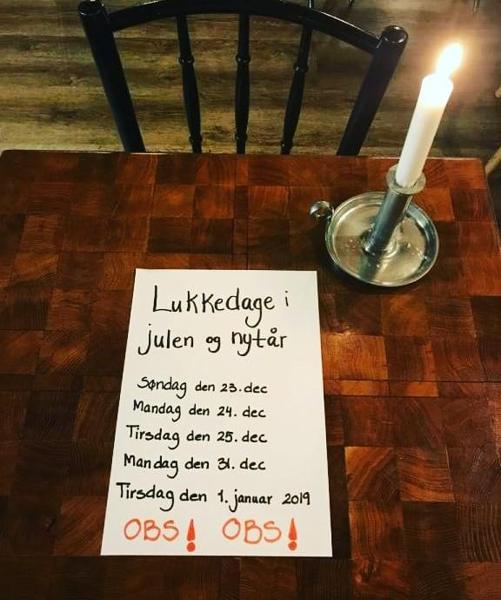 Lukkedage i
julen og nytår
Søndag den 23. dec
Mandag den 24. dec
Tirsdag den 25. dec
Mandag den 31. dec
Tirsdag den 1. januar 2019
OBS! OBS!